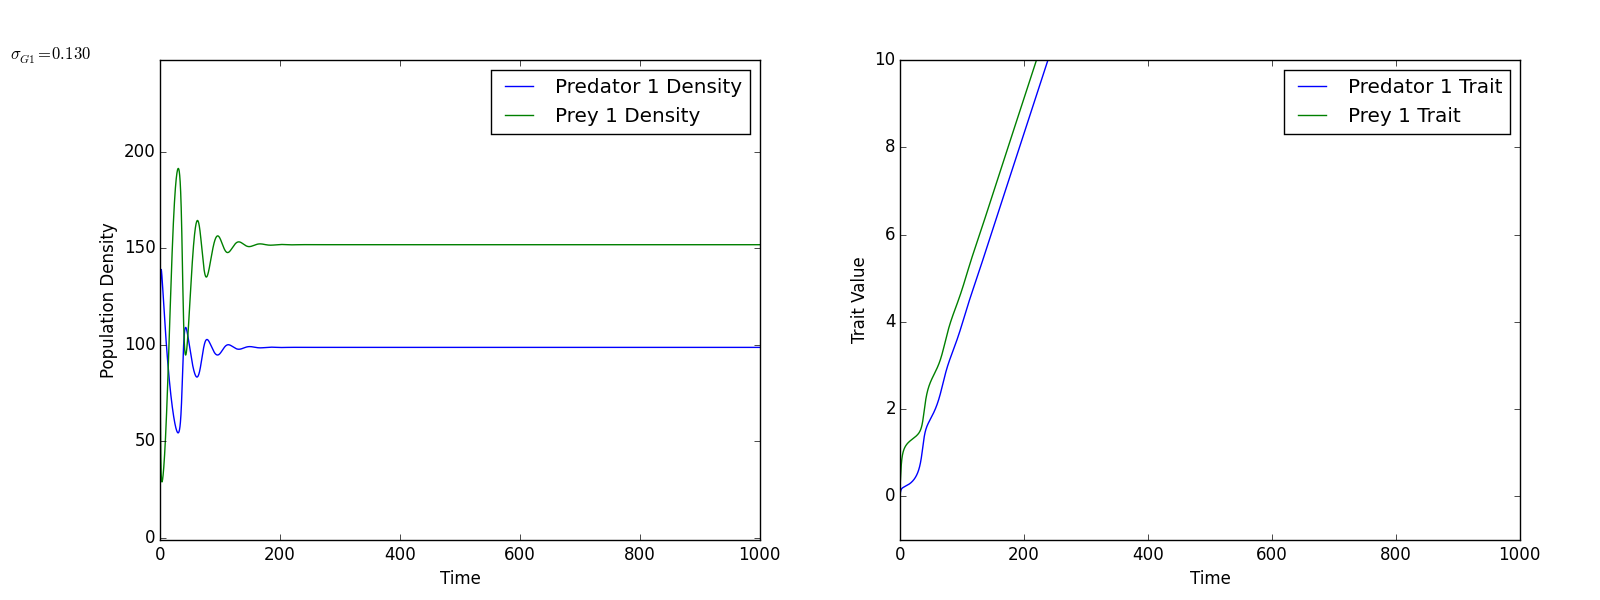 σG1=0.130
Predator 1 Density
Prey 1 Density
200
150
100
50
0
0 200 400 600 800 1000
Time
Population Density
Predator 1 Trait
Prey 1 Trait
10
8
6
4
2
0
0 200 400 600 800 1000
Time
Trait Value